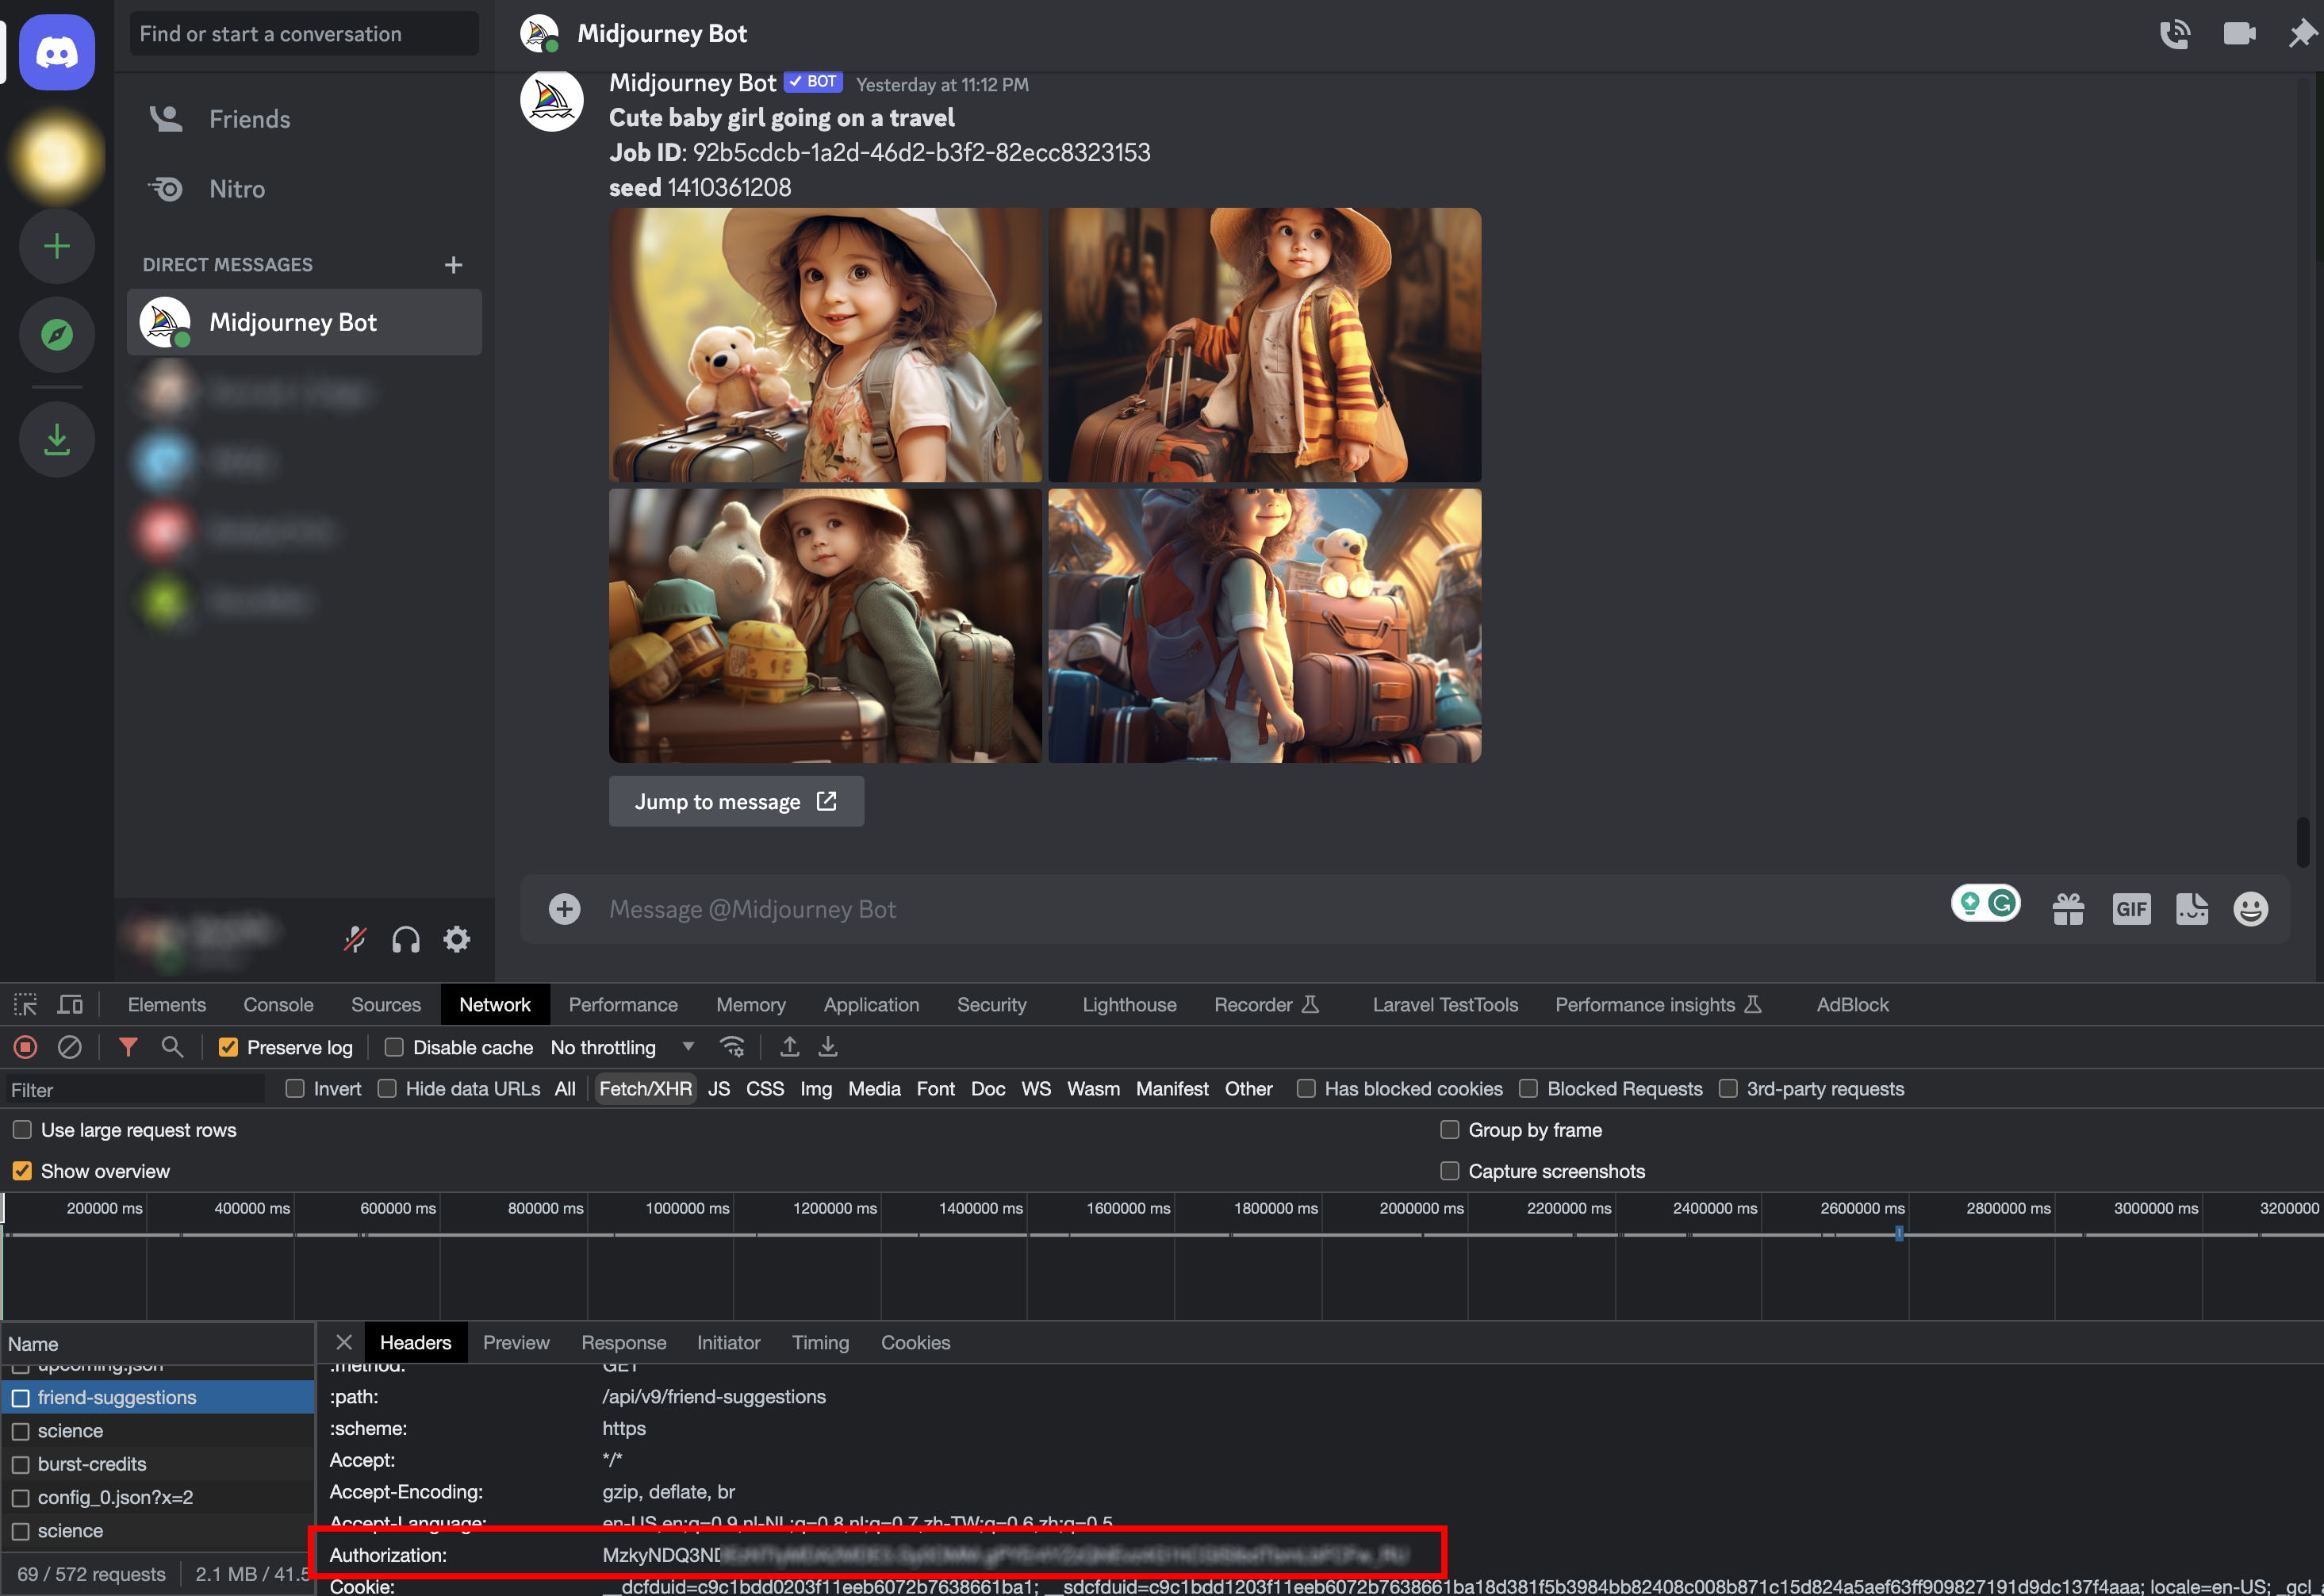 Find or start a conversation
Friends
Nitro
DIRECT MESSAGES
Midjourney Bot
Midjourney Bot
Midjourney Bot BOT Yesterday at 11:12 PM
Cute baby girl going on a travel
Job ID: 92b5cdcb-1a2d-46d2-b3f2-82ecc8323153
seed 1410361208
Jump to message
Message @Midjourney Bot
GIF
Elements Console Sources Network Performance Memory Application Security Lighthouse Recorder Laravel TestTools Performance insights AdBlock
Preserve log Disable cache No throttling
Filter Invert Hide data URLs All Fetch/XHR JS CSS Img Media Font Doc WS Wasm Manifest Other Has blocked cookies Blocked Requests 3rd-party requests
Use large request rows Group by frame
Show overview Capture screenshots
200000 ms 400000 ms 600000 ms 800000 ms 1000000 ms 1200000 ms 1400000 ms 1600000 ms 1800000 ms 2000000 ms 2200000 ms 2400000 ms 2600000 ms 2800000 ms 3000000 ms 3200000
Name
upcoming.json
friend-suggestions
science
burst-credits
config_0.json?x=2
science
69 / 572 requests 2.1 MB / 41.5
Headers Preview Response Initiator Timing Cookies
:method: GET
:path: /api/v9/friend-suggestions
:scheme: https
Accept: */*
Accept-Encoding: gzip, deflate, br
Accept-Language: en-US,en;q=0.9,nl-NL;q=0.8,nl;q=0.7,zh-TW;q=0.6,zh;q=0.5
Authorization: MzkyNDQ3ND
Cookie: __dcfduid=c9c1bdd0203f11eeb6072b7638661ba1; __sdcfduid=c9c1bdd1203f11eeb6072b7638661ba18d381f5b3984bb82408c008b871c15d824a5aef63ff909827191d9dc137f4aaa; locale=en-US; _gcl